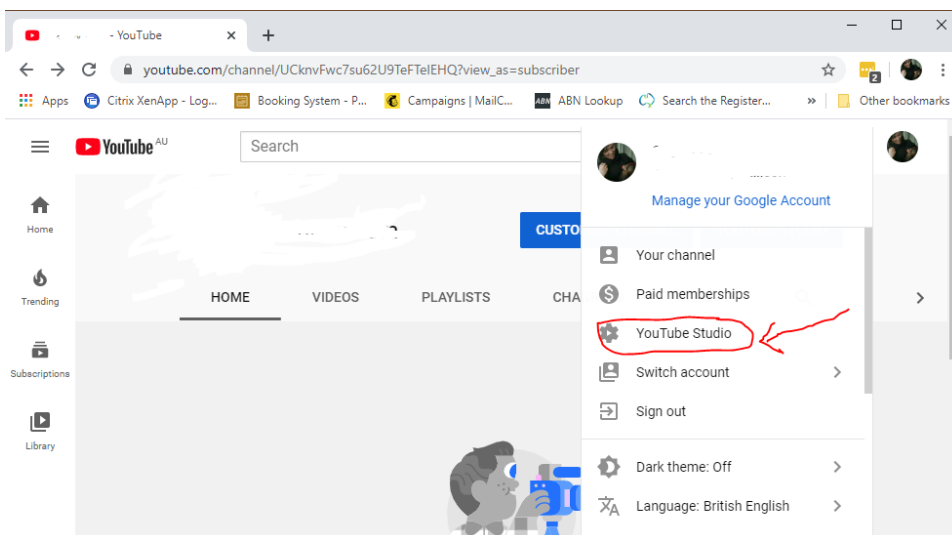 - YouTube
youtube.com/channel/UCknvFwc7su62U9TeFTelEHQ?view_as=subscriber
2
Apps Citrix XenApp - Log... Booking System - P... Campaigns | MailC... ABN ABN Lookup Search the Register... » Other bookmarks
YouTube AU
Search
Manage your Google Account
Home
CUSTO
Your channel
Trending
HOME VIDEOS PLAYLISTS CHA
Paid memberships
YouTube Studio
Subscriptions
Switch account
Sign out
Library
Dark theme: Off
Language: British English